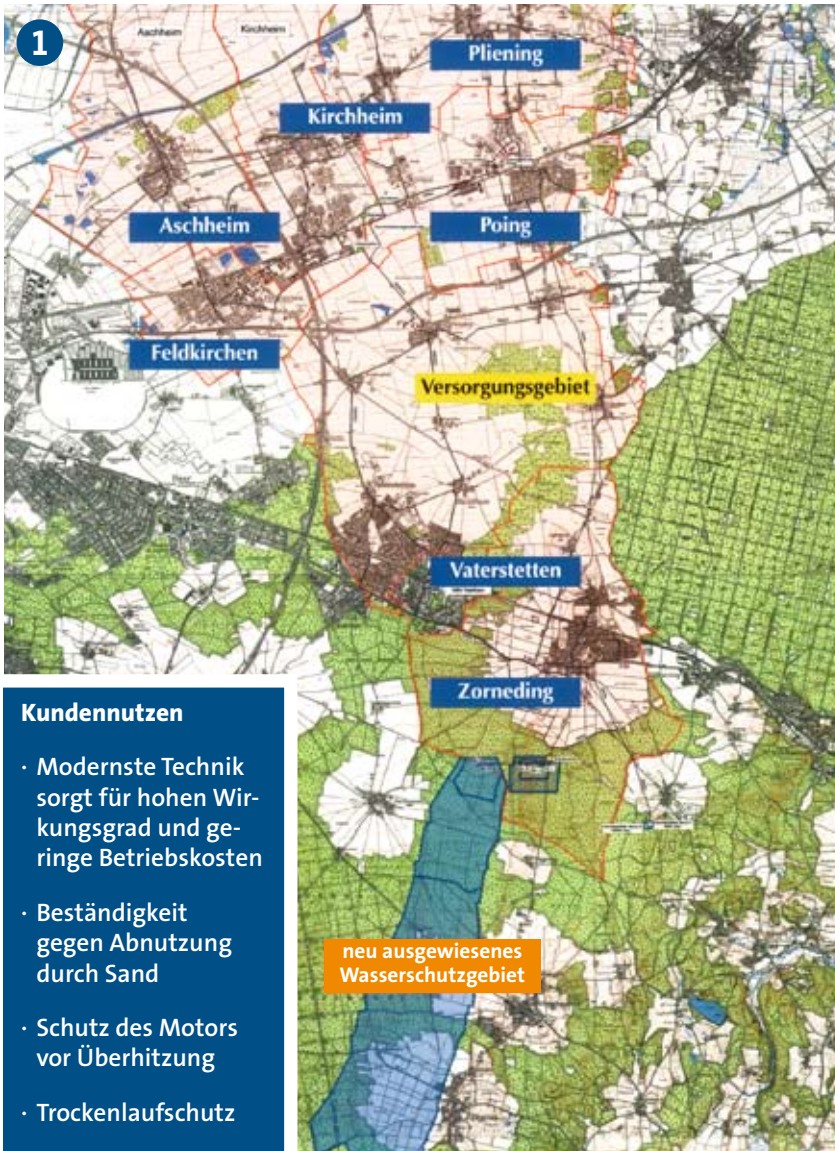 1
Aschheim
Kirchheim
Pliening
Kirchheim
Aschheim
Poing
Feldkirchen
Versorgungsgebiet
Vaterstetten
Zorneding
Kundennutzen
· Modernste Technik
sorgt für hohen Wir-
kungsgrad und ge-
ringe Betriebskosten
· Beständigkeit
gegen Abnutzung
durch Sand
· Schutz des Motors
vor Überhitzung
· Trockenlaufschutz
neu ausgewiesenes
Wasserschutzgebiet